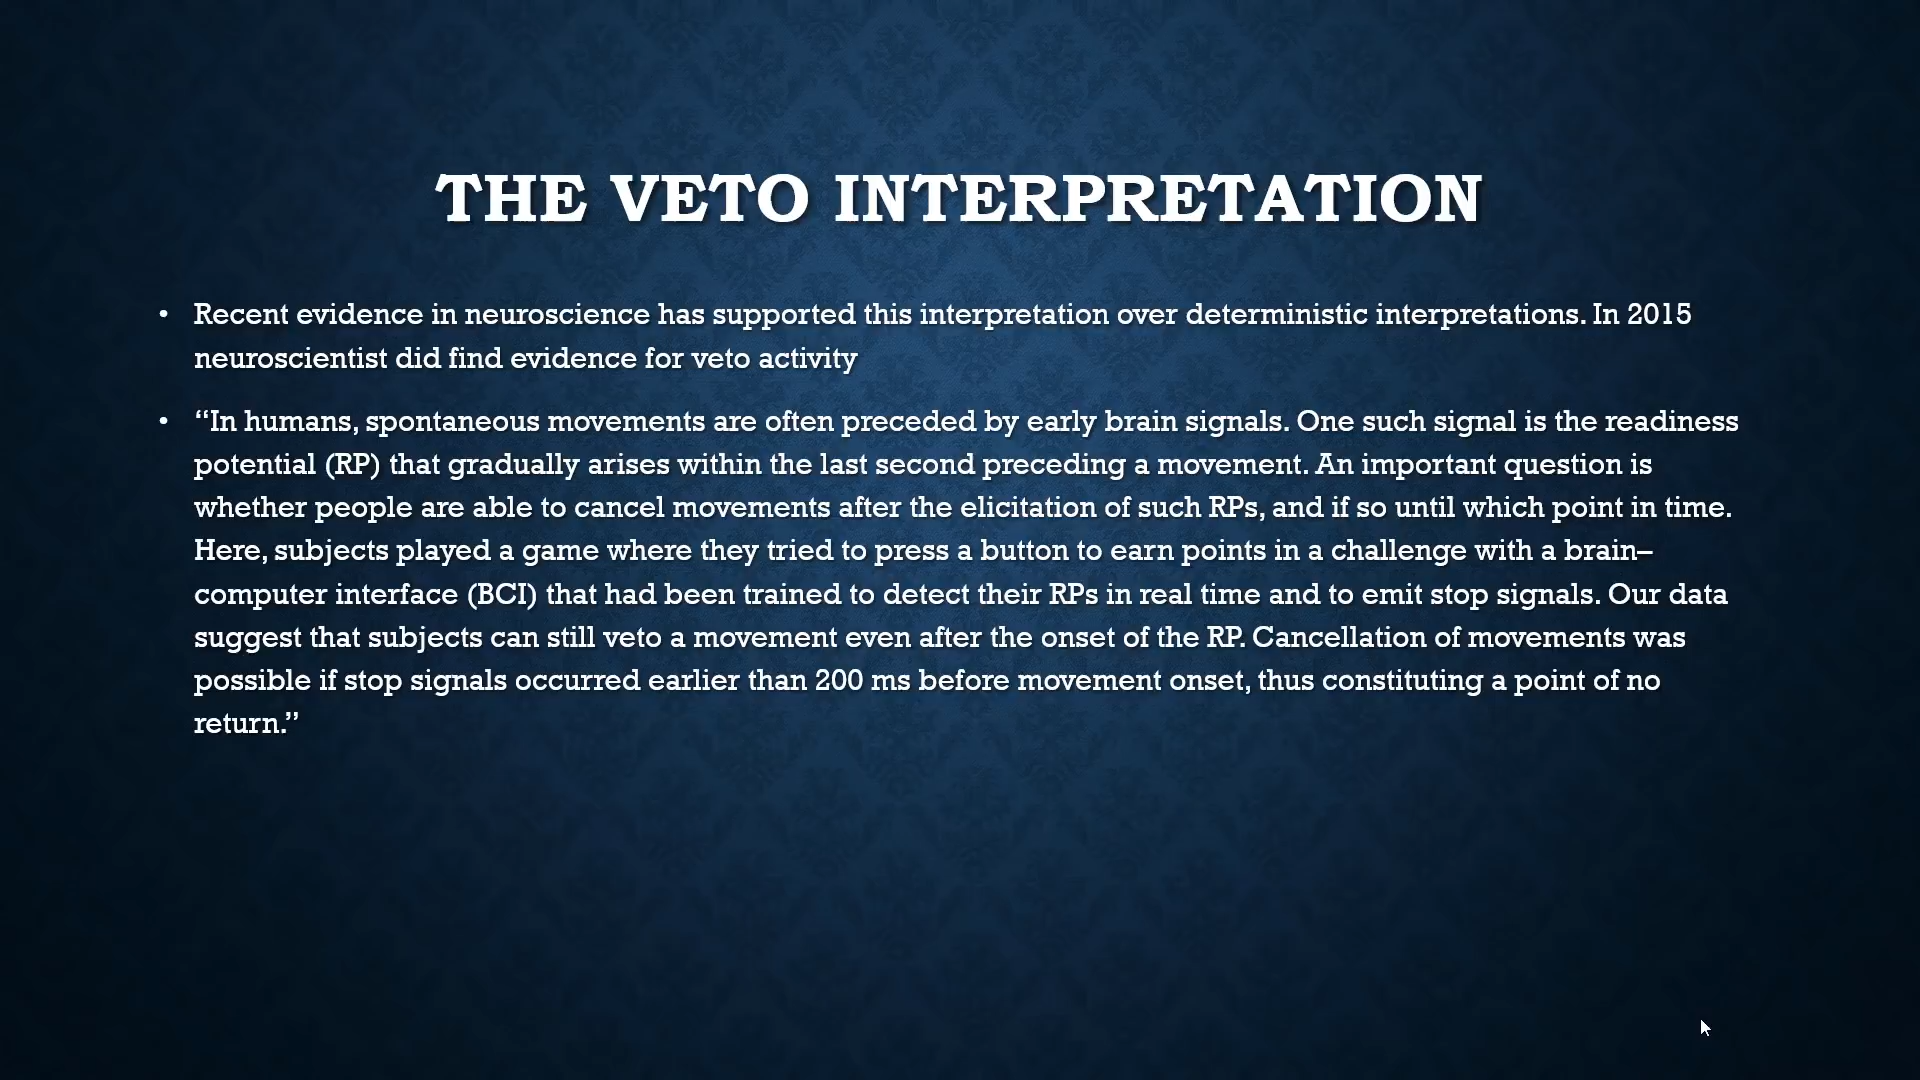 THE VETO INTERPRETATION
• Recent evidence in neuroscience has supported this interpretation over deterministic interpretations. In 2015
neuroscientist did find evidence for veto activity
• “In humans, spontaneous movements are often preceded by early brain signals. One such signal is the readiness
potential (RP) that gradually arises within the last second preceding a movement. An important question is
whether people are able to cancel movements after the elicitation of such RPs, and if so until which point in time.
Here, subjects played a game where they tried to press a button to earn points in a challenge with a brain–
computer interface (BCI) that had been trained to detect their RPs in real time and to emit stop signals. Our data
suggest that subjects can still veto a movement even after the onset of the RP. Cancellation of movements was
possible if stop signals occurred earlier than 200 ms before movement onset, thus constituting a point of no
return.”